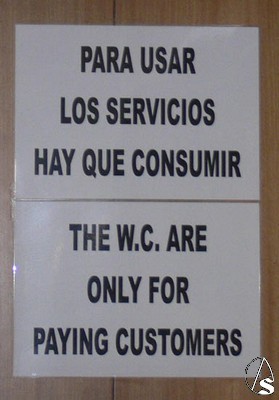 PARA USAR
LOS SERVICIOS
HAY QUE CONSUMIR
THE W.C. ARE
ONLY FOR
PAYING CUSTOMERS